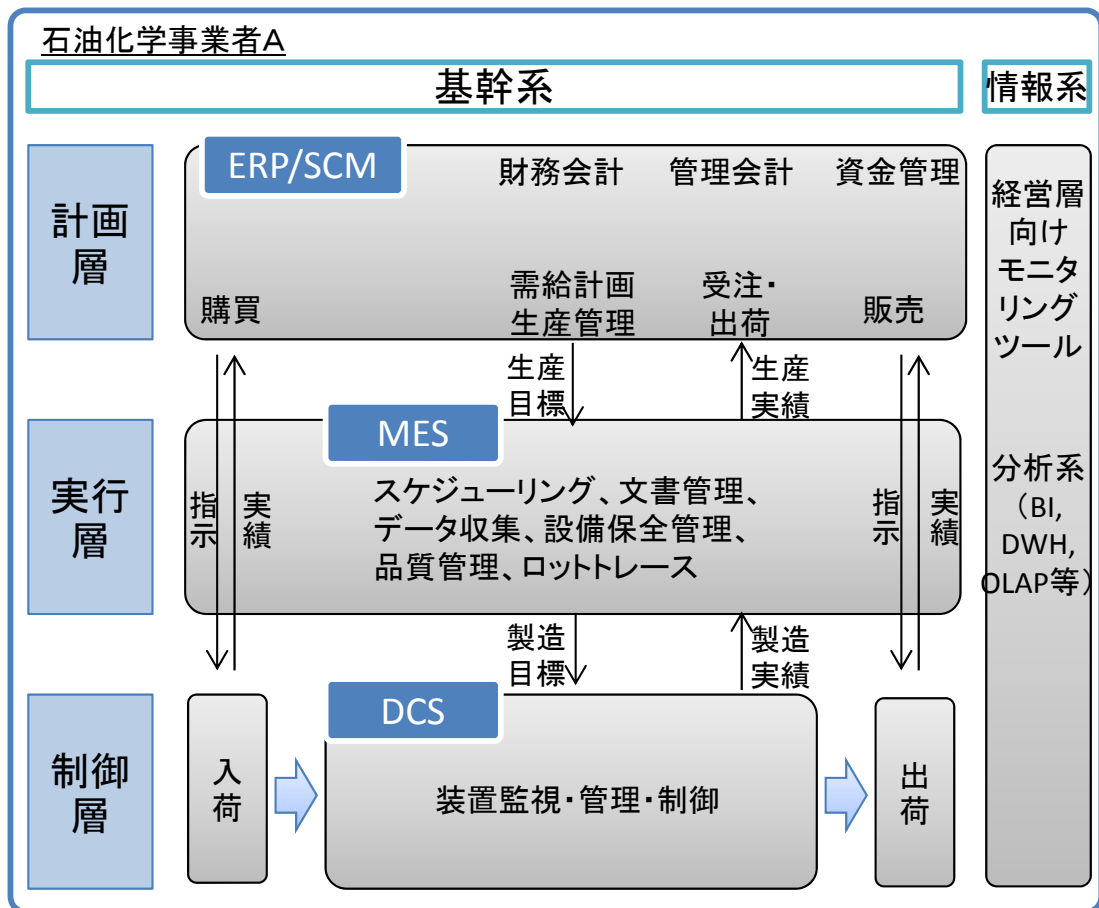 石油化学事業者A
基幹系
情報系
計画
層
ERP/SCM
財務会計
管理会計
資金管理
購買
需給計画
生産管理
受注・
出荷
販売
生産
目標
生産
実績
実行
層
MES
スケジューリング、文書管理、
データ収集、設備保全管理、
品質管理、ロットトレース
指示
実績
指示
実績
製造
目標
製造
実績
制御
層
DCS
入荷
装置監視・管理・制御
出荷
経営層
向け
モニタ
リング
ツール
分析系
（BI,
DWH,
OLAP等）